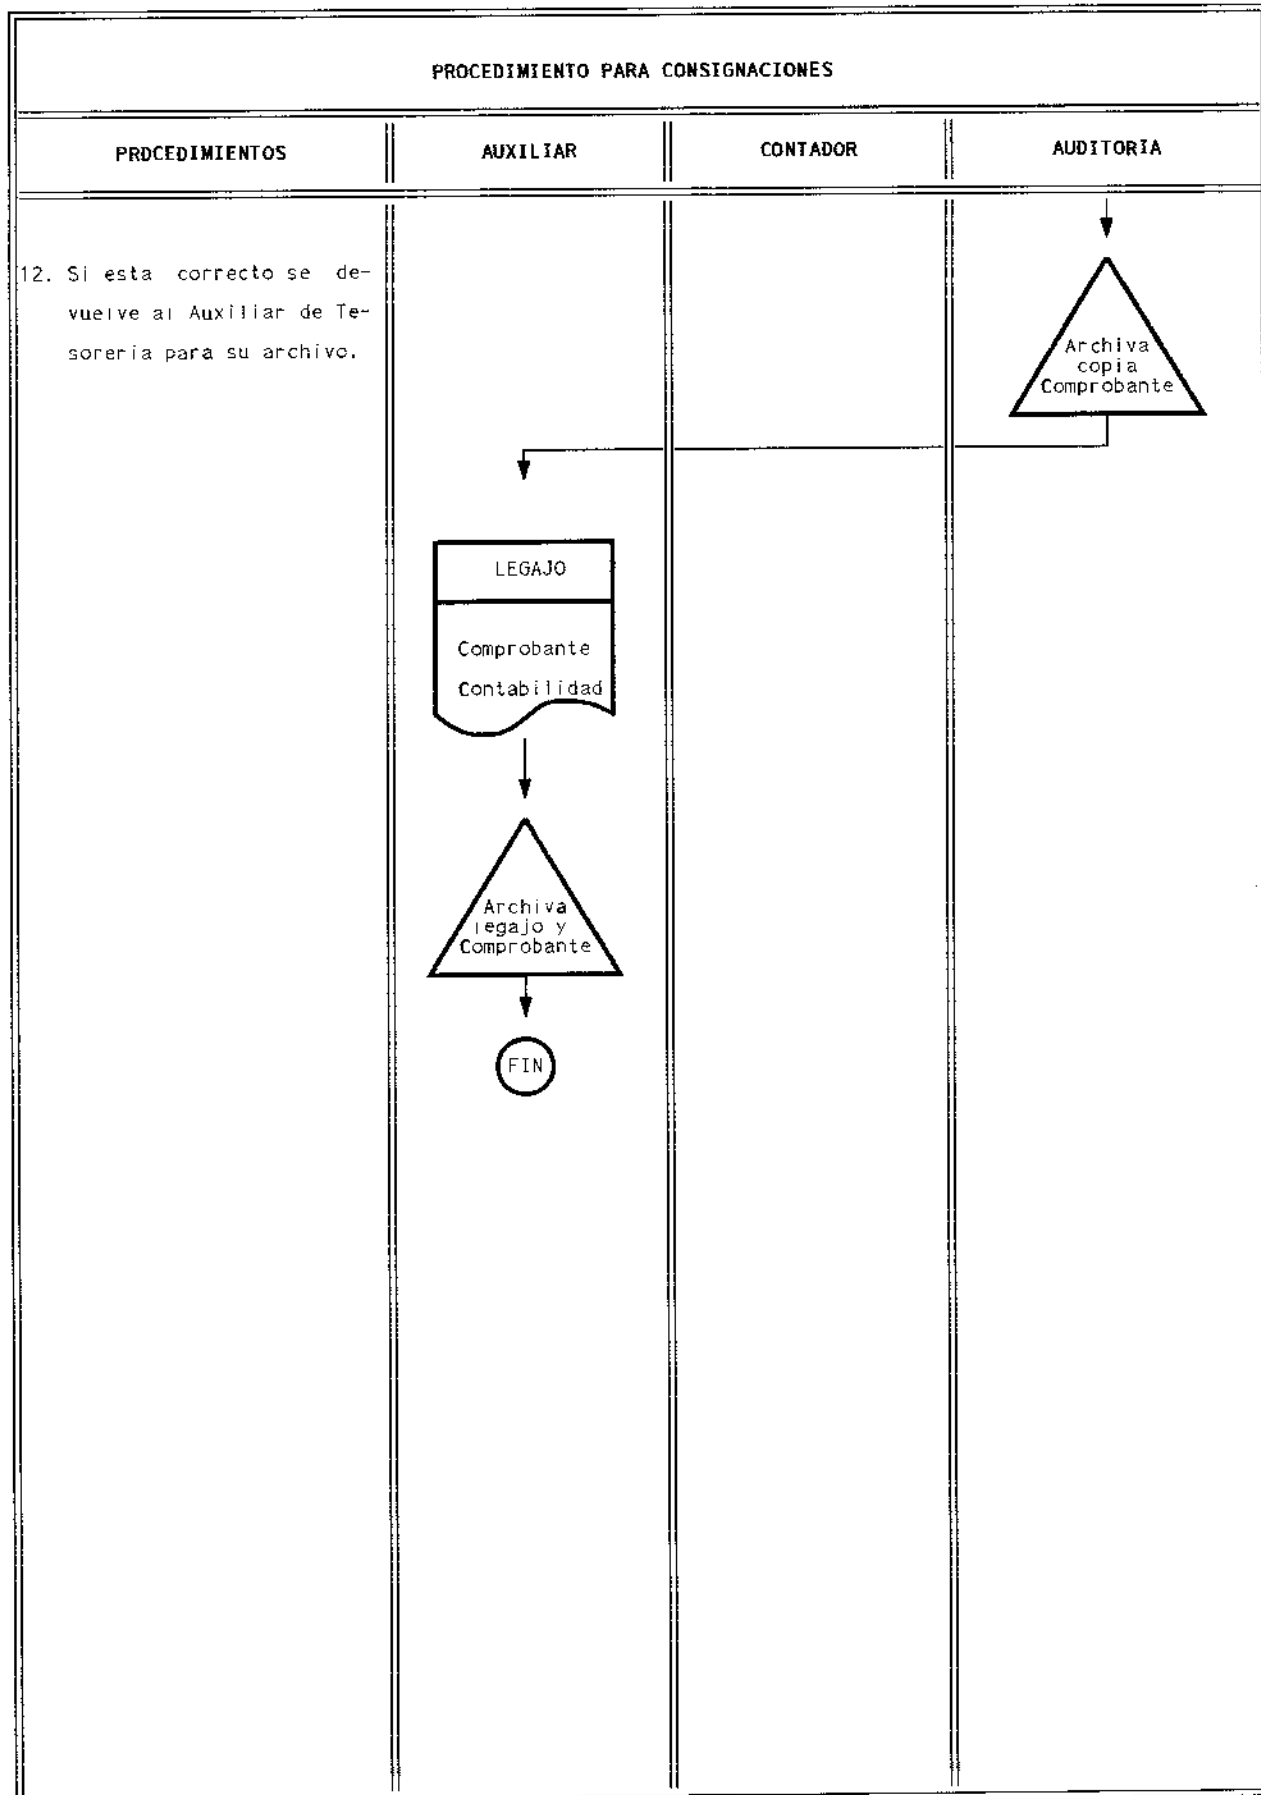 PROCEDIMIENTO PARA CONSIGNACIONES
PROCEDIMIENTOS
AUXILIAR
CONTADOR
AUDITORIA
12. Si esta correcto se de-
vuelve al Auxiliar de Te-
soreria para su archivo.
Archiva
copia
Comprobante
LEGAJO
Comprobante
Contabilidad
Archiva
legajo y
Comprobante
FIN